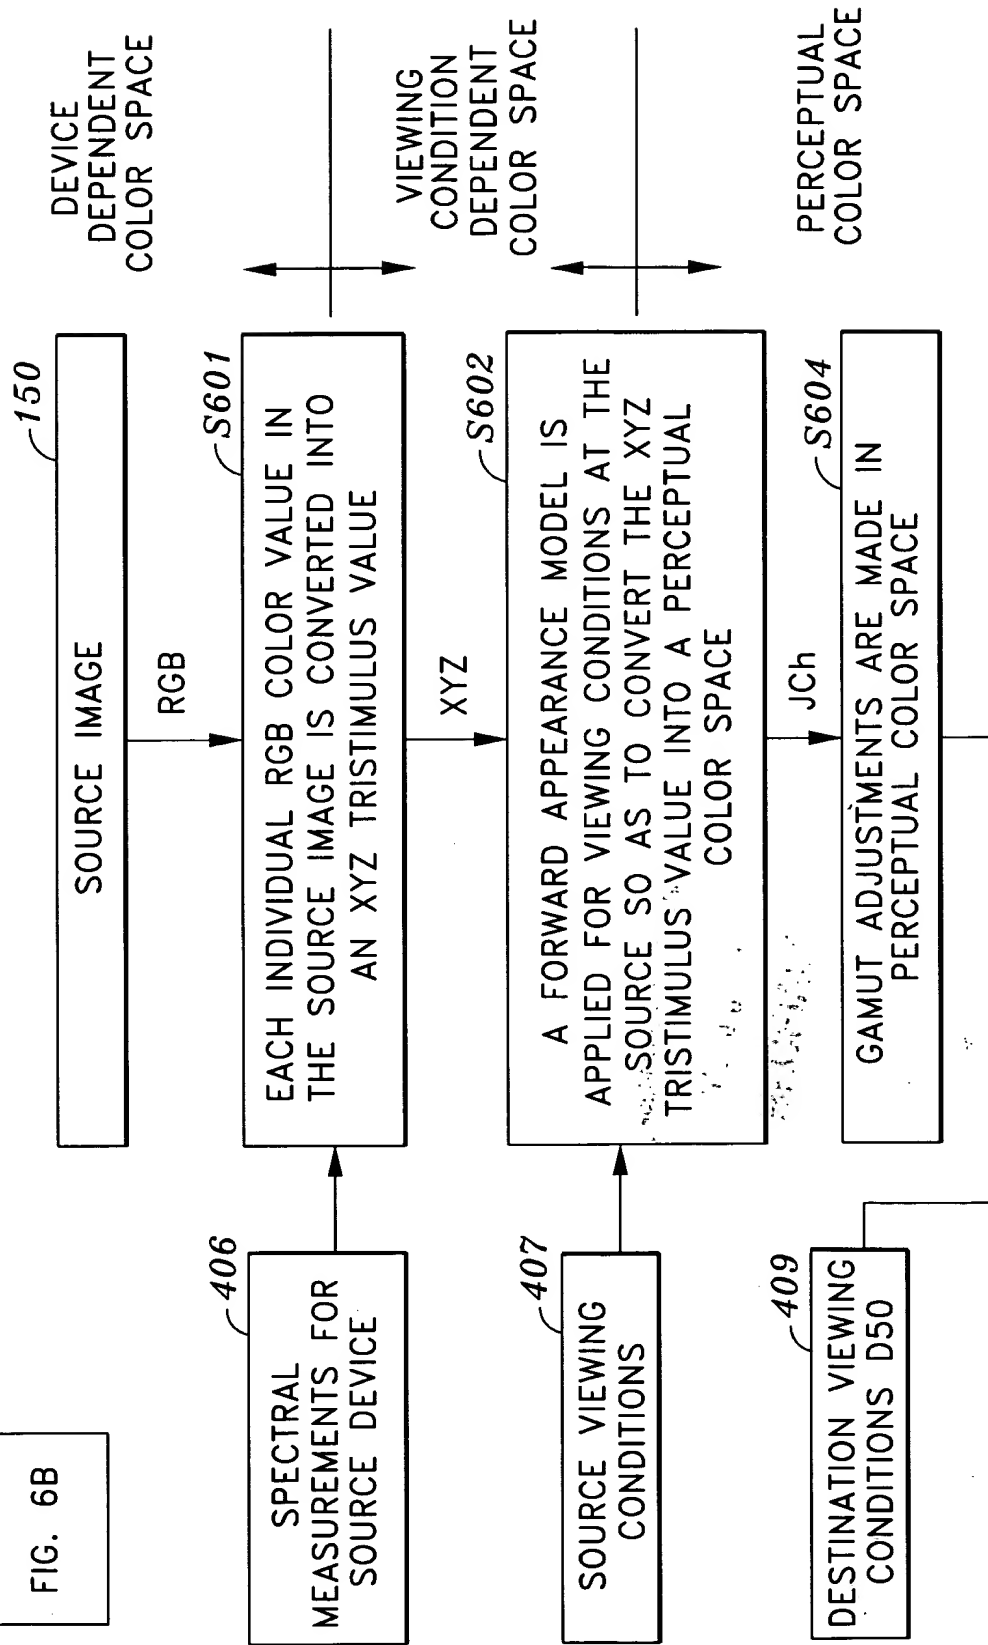 FIG. 6B
150
SOURCE IMAGE
RGB
DEVICE
DEPENDENT
COLOR SPACE
406
SPECTRAL
MEASUREMENTS FOR
SOURCE DEVICE
S601
EACH INDIVIDUAL RGB COLOR VALUE IN
THE SOURCE IMAGE IS CONVERTED INTO
AN XYZ TRISTIMULUS VALUE
XYZ
VIEWING
CONDITION
DEPENDENT
COLOR SPACE
407
SOURCE VIEWING
CONDITIONS
S602
A FORWARD APPEARANCE MODEL IS
APPLIED FOR VIEWING CONDITIONS AT THE
SOURCE SO AS TO CONVERT THE XYZ
TRISTIMULUS VALUE INTO A PERCEPTUAL
COLOR SPACE
JCh
PERCEPTUAL
COLOR SPACE
409
DESTINATION VIEWING
CONDITIONS D50
S604
GAMUT ADJUSTMENTS ARE MADE IN
PERCEPTUAL COLOR SPACE